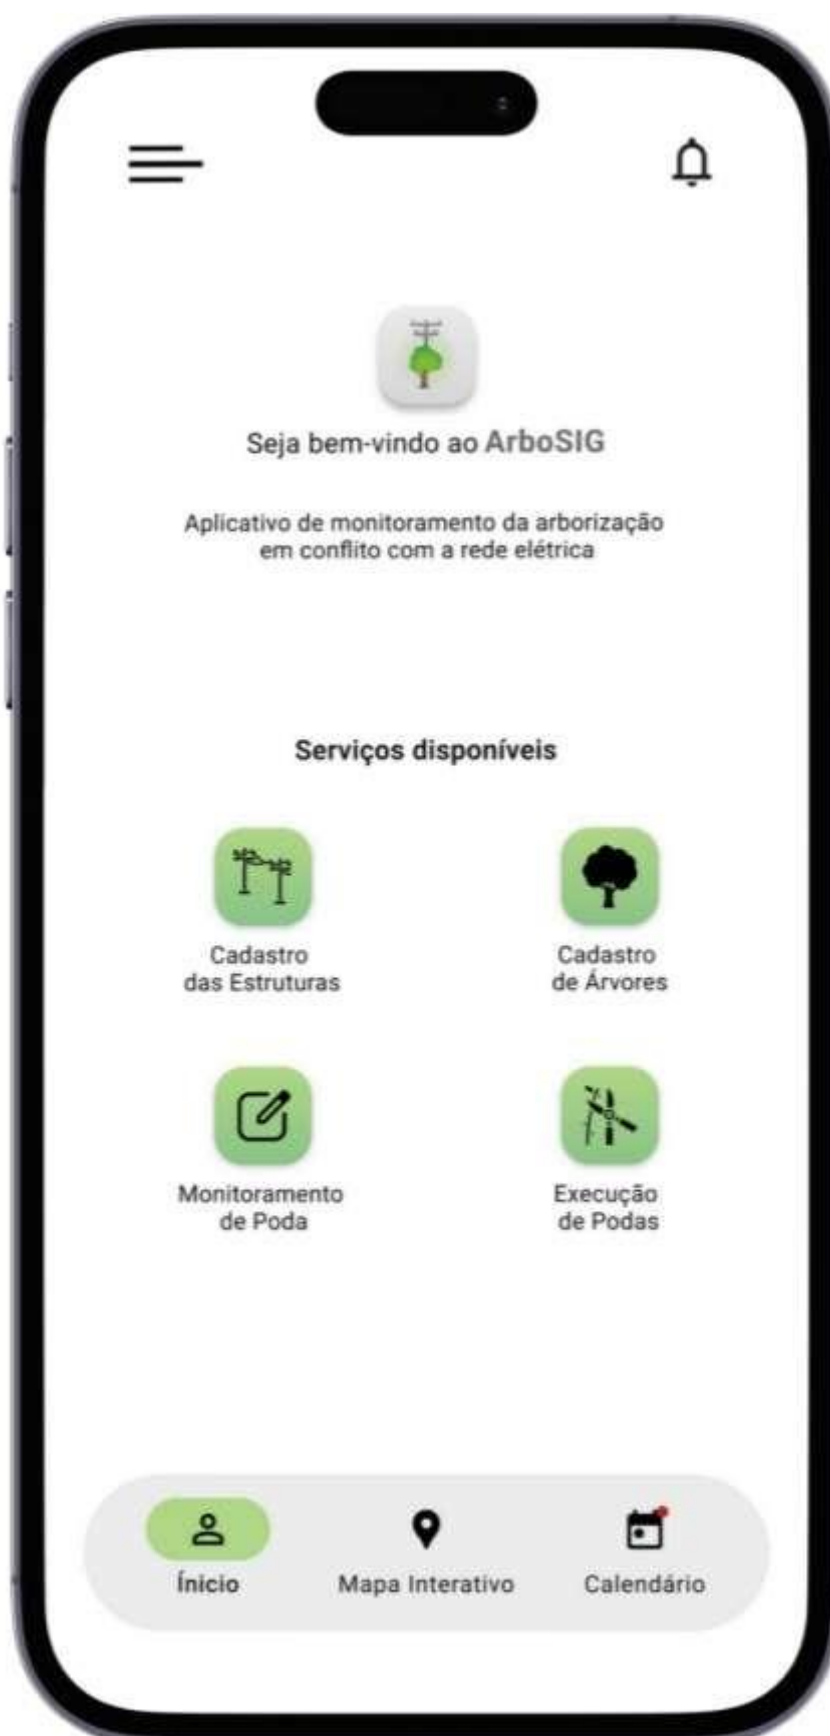 Seja bem-vindo ao ArboSIG
Aplicativo de monitoramento da arborização
em conflito com a rede elétrica
Serviços disponíveis
Cadastro
das Estruturas
Cadastro
de Árvores
Monitoramento
de Poda
Execução
de Podas
Ínicio
Mapa Interativo
Calendário